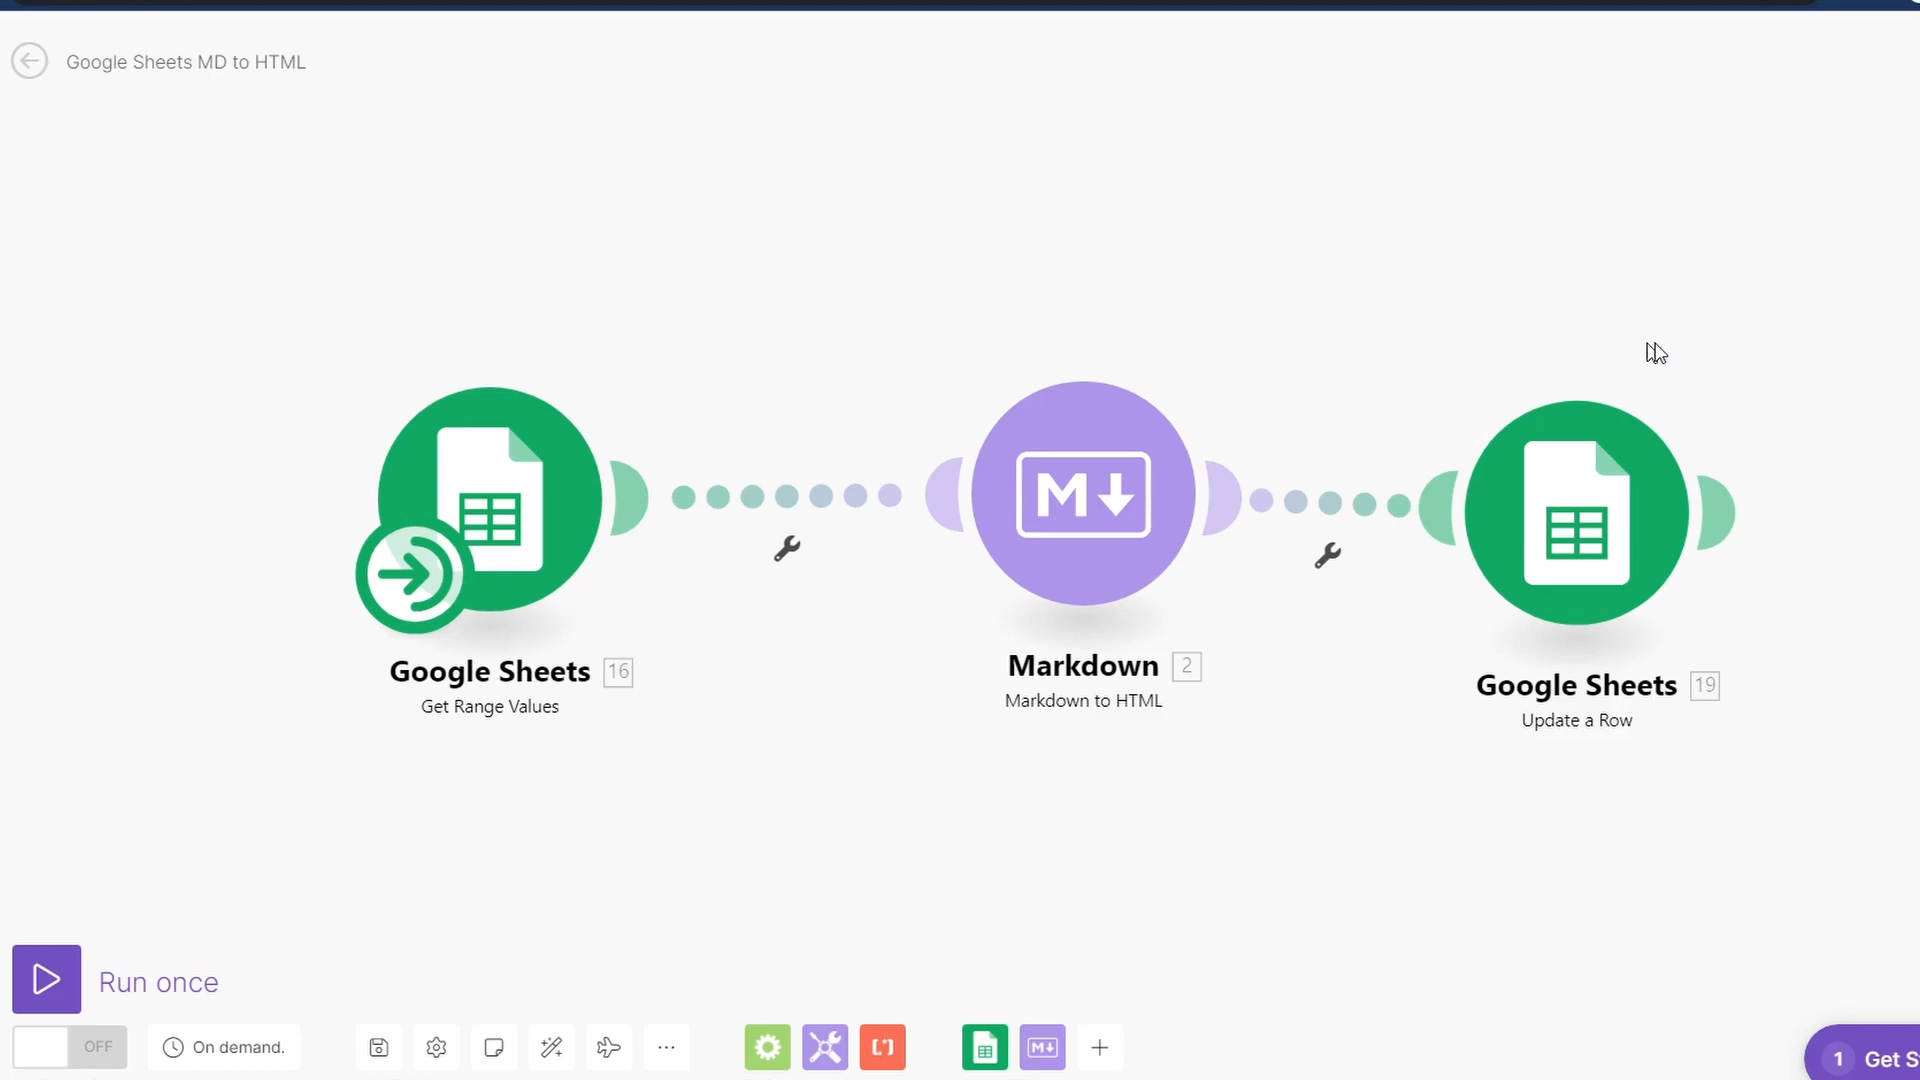 Google Sheets MD to HTML
Google Sheets 16
Get Range Values
M
Markdown 2
Markdown to HTML
Google Sheets 19
Update a Row
Run once
OFF
On demand.
M
1 Get